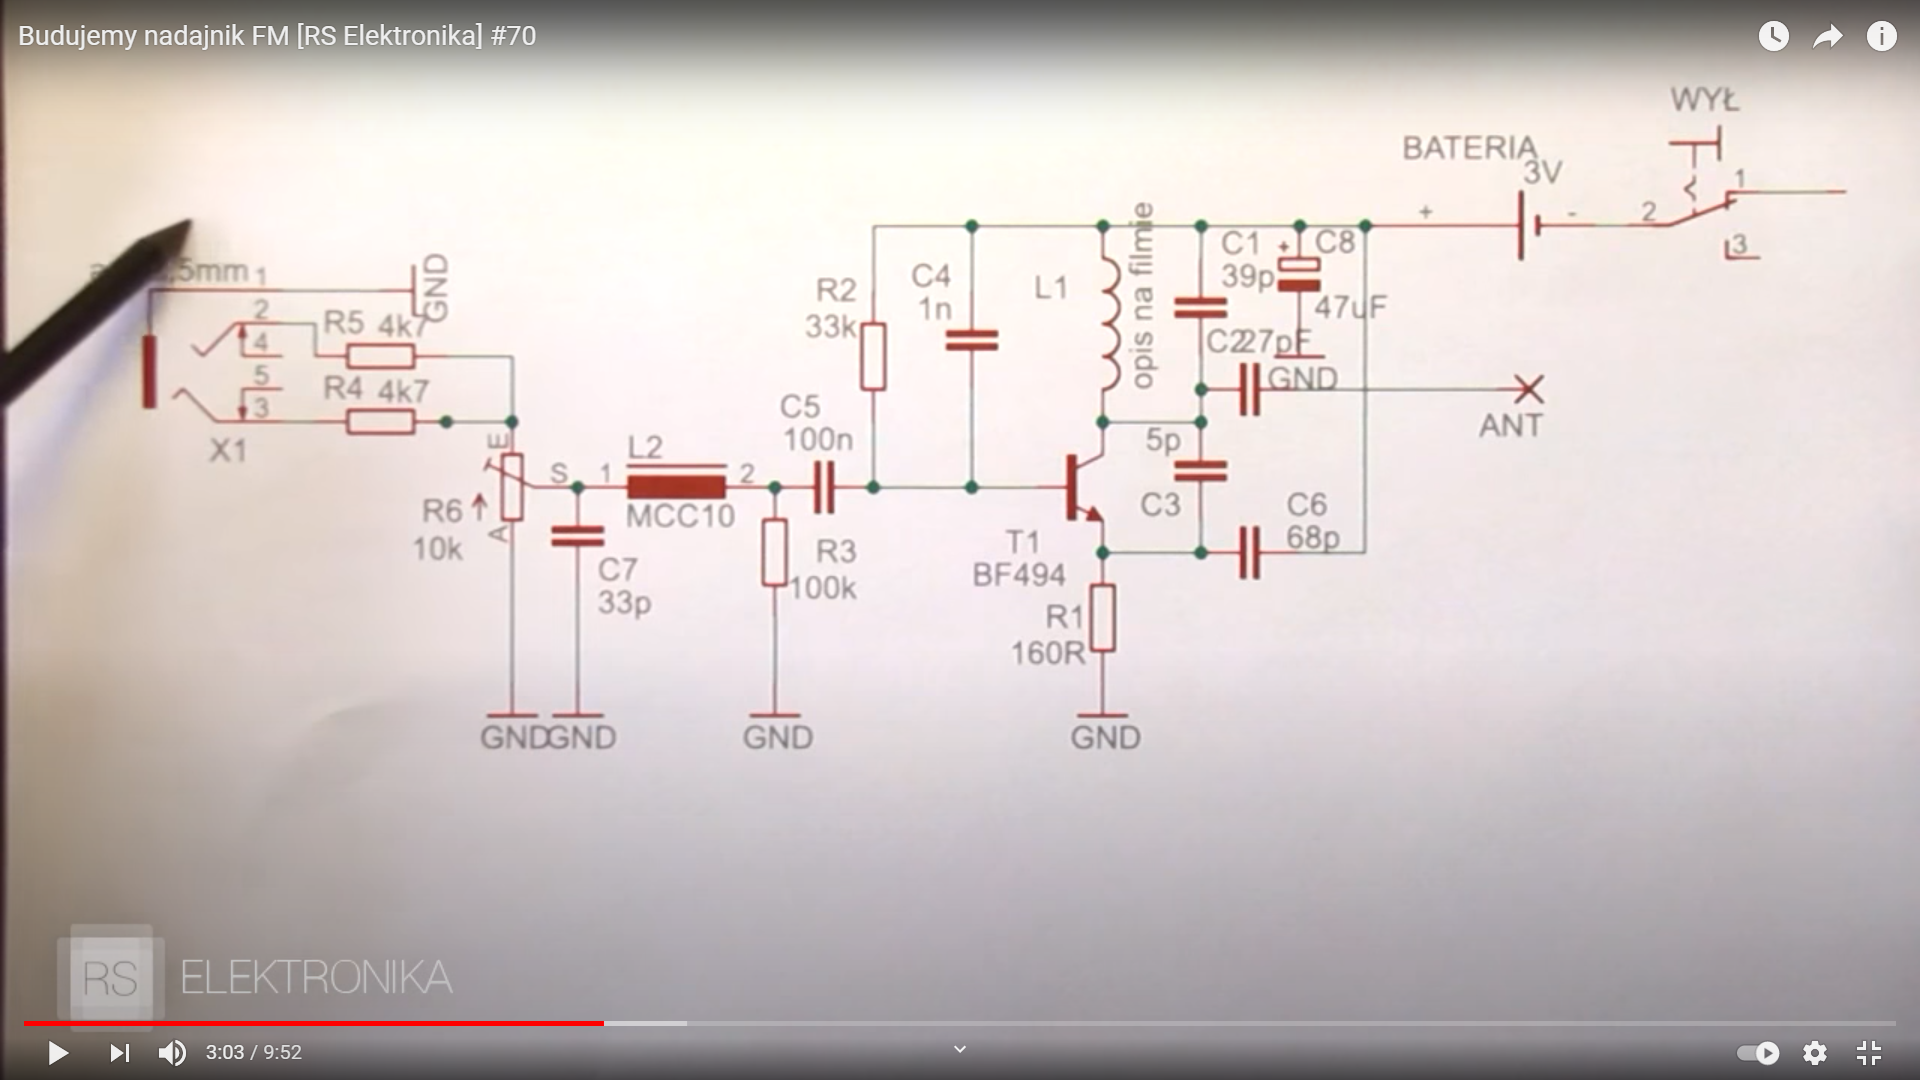 Budujemy nadajnik FM [RS Elektronika] #70
WYŁ
BATERIA
3V
1
+
-
2
3
5mm
1
GND
2
R5 4k7
4
5
R4 4k7
3
X1
E
S
A
R6
10k
1
L2
2
MCC10
C7
33p
C5
100n
R3
100k
R2
33k
C4
1n
L1
opis na filmie
C1
39p
+
C8
47uF
C2
27pF
GND
ANT
5p
C3
C6
68p
T1
BF494
R1
160R
GND
GND
GND
GND
RS ELEKTRONIKA
3:03 / 9:52